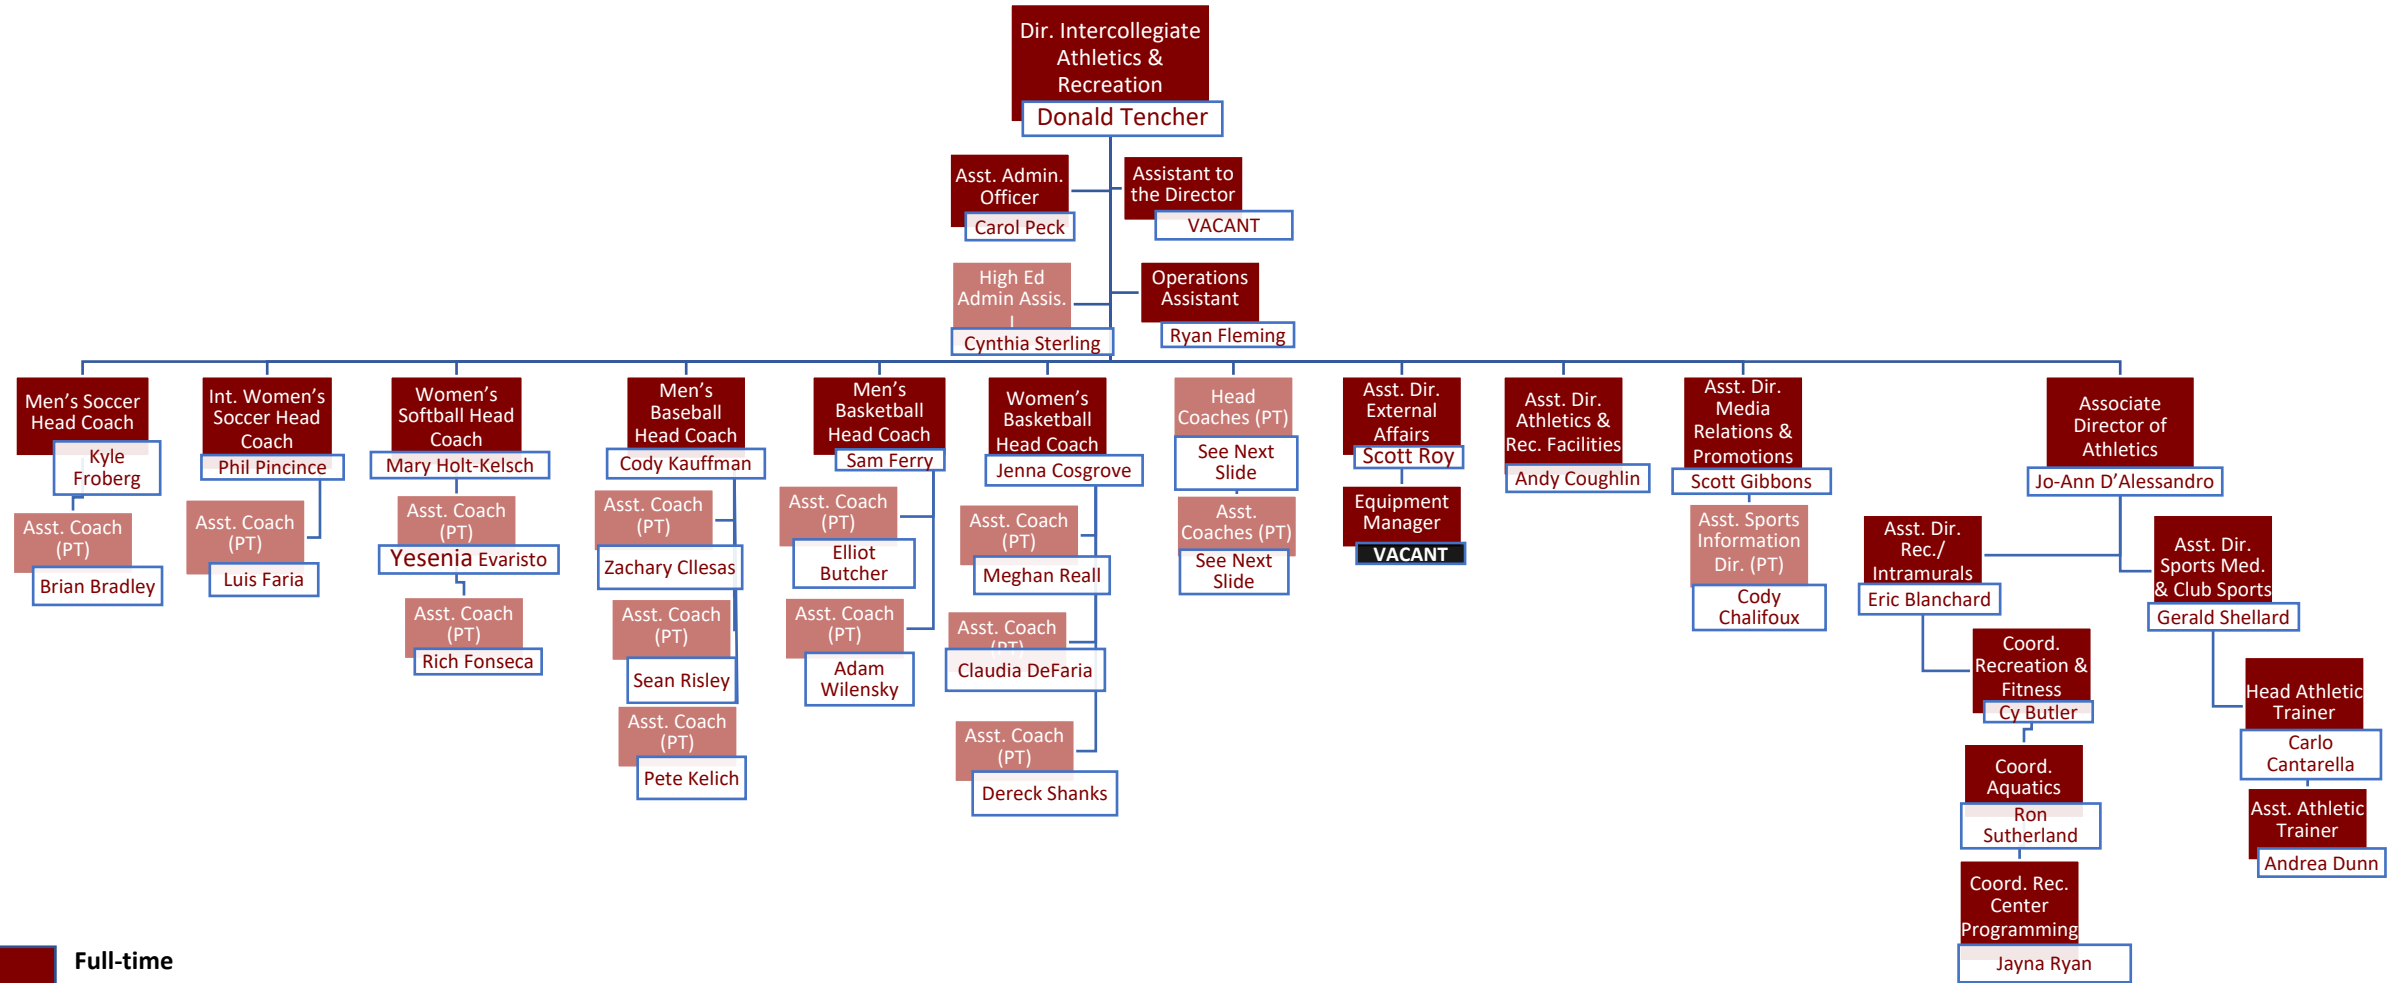 Dir. Intercollegiate
Athletics &
Recreation
Donald Tencher
Asst. Admin.
Officer
Carol Peck
Assistant to
the Director
VACANT
High Ed
Admin Assis.
I
Cynthia Sterling
Operations
Assistant
Ryan Fleming
Men's Soccer
Head Coach
Kyle
Froberg
Asst. Coach
(PT)
Brian Bradley
Int. Women's
Soccer Head
Coach
Phil Pincince
Asst. Coach
(PT)
Luis Faria
Women's
Softball Head
Coach
Mary Holt-Kelsch
Asst. Coach
(PT)
Yesenia Evaristo
Asst. Coach
(PT)
Rich Fonseca
Men's
Baseball
Head Coach
Cody Kauffman
Asst. Coach
(PT)
Zachary Cllesas
Asst. Coach
(PT)
Sean Risley
Asst. Coach
(PT)
Pete Kelich
Men's
Basketball
Head Coach
Sam Ferry
Asst. Coach
(PT)
Elliot
Butcher
Asst. Coach
(PT)
Adam
Wilensky
Women's
Basketball
Head Coach
Jenna Cosgrove
Asst. Coach
(PT)
Meghan Reall
Asst. Coach
(PT)
Claudia DeFaria
Asst. Coach
(PT)
Dereck Shanks
Head
Coaches (PT)
See Next
Slide
Asst.
Coaches (PT)
See Next
Slide
Asst. Dir.
External
Affairs
Scott Roy
Equipment
Manager
VACANT
Asst. Dir.
Athletics &
Rec. Facilities
Andy Coughlin
Asst. Dir.
Media
Relations &
Promotions
Scott Gibbons
Asst. Sports
Information
Dir. (PT)
Cody
Chalifoux
Associate
Director of
Athletics
Jo-Ann D'Alessandro
Asst. Dir.
Rec./
Intramurals
Eric Blanchard
Coord.
Recreation &
Fitness
Cy Butler
Coord.
Aquatics
Ron
Sutherland
Coord. Rec.
Center
Programming
Jayna Ryan
Asst. Dir.
Sports Med.
& Club Sports
Gerald Shellard
Head Athletic
Trainer
Carlo
Cantarella
Asst. Athletic
Trainer
Andrea Dunn
Full-time